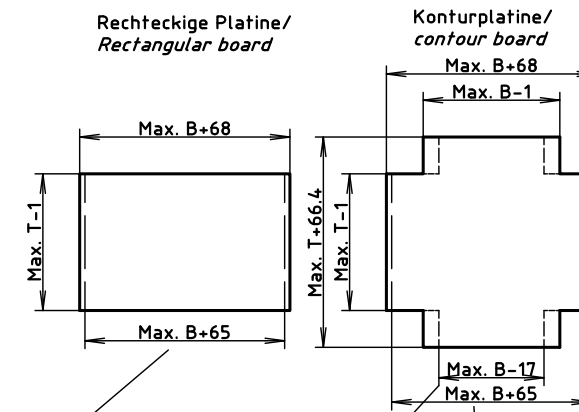 Rechteckige Platine/
Rectangular board
Konturplatine/
contour board
Max. B+68
Max. B-1
Max. B+68
Max. T-1
Max. T+66.4
Max. T-1
Max. B+65
Max. B-17
Max. B+65